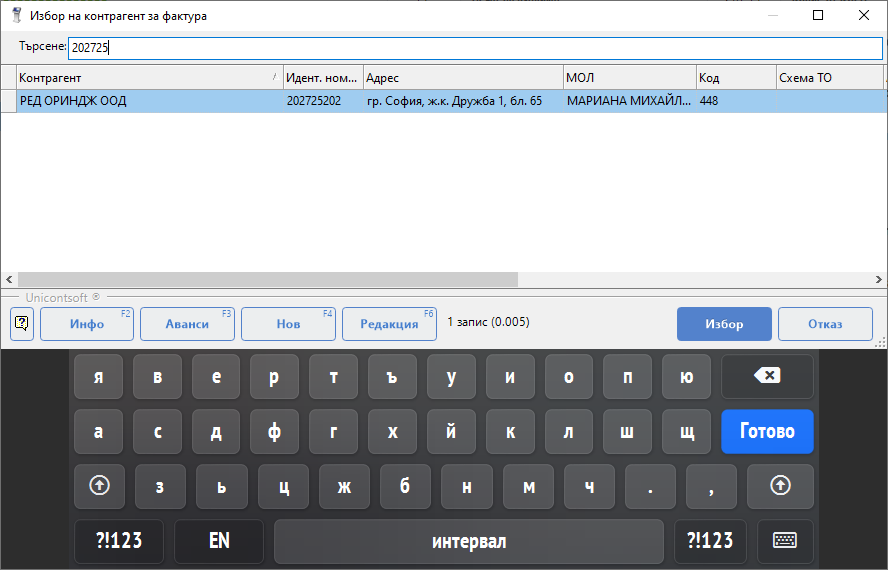 Избор на контрагент за фактура
Търсене: 202725
Контрагент / Идент. ном... Адрес МОЛ Код Схема ТО
РЕД ОРИНДЖ ООД 202725202 гр. София, ж.к. Дружба 1, бл. 65 МАРИАНА МИХАЙЛ... 448
Unicontsoft ®
Инфо F2 Аванси F3 Нов F4 Редакция F6 1 запис (0.005) Избор Отказ
я в е р т ъ у и о п ю
а с д ф г х й к л ш щ Готово
з ь ц ж б н м ч . ,
?!123 EN интервал ?!123